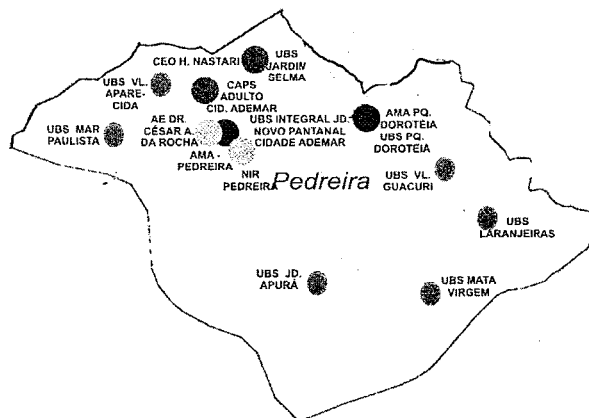 CEO H. NASTARI
UBS
JARDIM
SELMA
UBS VL.
APARE-
CIDA
CAPS
ADULTO
CID. ADEMAR
AE DR.
CÉSAR A.
DA ROCHA
UBS INTEGRAL JD.
NOVO PANTANAL
CIDADE ADEMAR
AMA PQ.
DOROTÉIA
UBS PQ.
DOROTEIA
UBS MAR
PAULISTA
AMA -
PEDREIRA
NIR
PEDREIRA
Pedreira
UBS VL.
GUACURI
UBS
LARANJEIRAS
UBS JD.
APURÁ
UBS MATA
VIRGEM